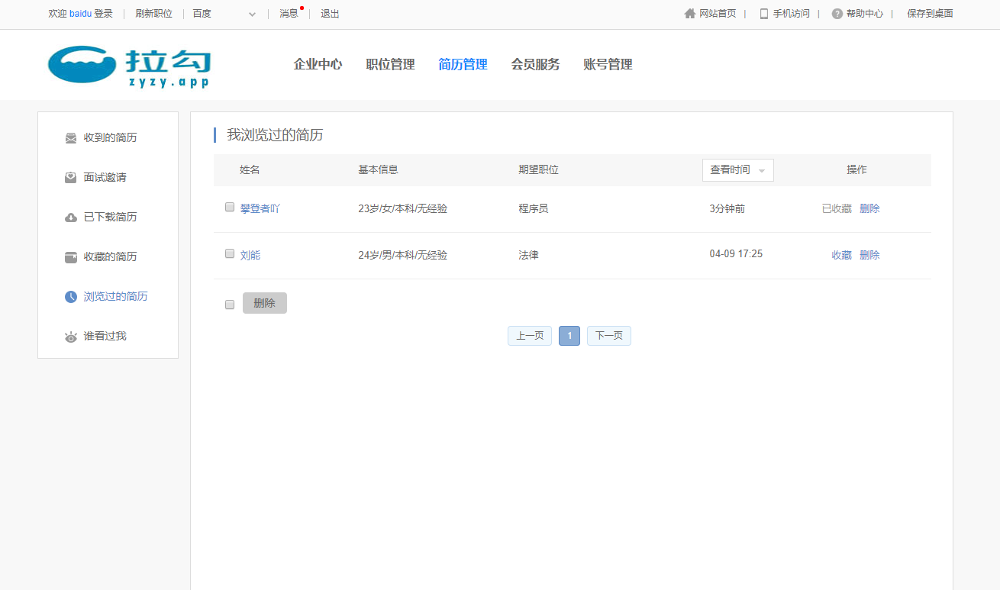 欢迎 baidu 登录 | 刷新职位 | 百度 | 消息 | 退出 网站首页 | 手机访问 | ? 帮助中心 | 保存到桌面
拉勾
zyzy.app
企业中心 职位管理 简历管理 会员服务 账号管理
收到的简历
面试邀请
已下载简历
收藏的简历
浏览过的简历
谁看过我
我浏览过的简历
姓名 基本信息 期望职位 查看时间 操作
攀登者吖 23岁/女/本科/无经验 程序员 3分钟前 已收藏 删除
刘能 24岁/男/本科/无经验 法律 04-09 17:25 收藏 删除
删除
上一页 1 下一页